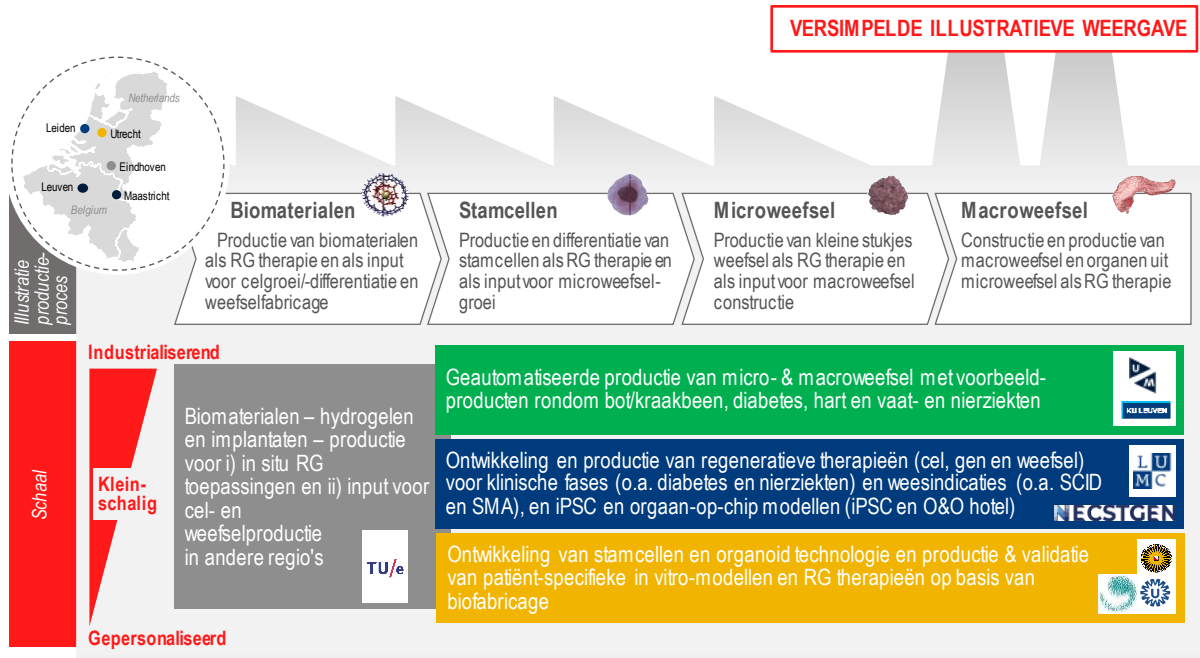 VERSIMPELDE ILLUSTRATIEVE WEERGAVE
Netherlands
Leiden
Utrecht
Eindhoven
Leuven
Maastricht
Belgium
Illustratie
productie-
proces
Biomaterialen
Productie van biomaterialen
als RG therapie en als input
voor celgroei/-differentiatie en
weefselfabricage
Stamcellen
Productie en differentiatie van
stamcellen als RG therapie en
als input voor microweefsel-
groei
Microweefsel
Productie van kleine stukjes
weefsel als RG therapie en
als input voor macroweefsel
constructie
Macroweefsel
Constructie en productie van
macroweefsel en organen uit
microweefsel als RG therapie
Schaal
Industrialiserend
Klein-
schalig
Gepersonaliseerd
Biomaterialen – hydrogelen
en implantaten – productie
voor i) in situ RG
toepassingen en ii) input voor
cel- en
weefselproductie
in andere regio's
TU/e
Geautomatiseerde productie van micro- & macroweefsel met voorbeeld-
producten rondom bot/kraakbeen, diabetes, hart en vaat- en nierziekten
U
M
KU LEUVEN
Ontwikkeling en productie van regeneratieve therapieën (cel, gen en weefsel)
voor klinische fases (o.a. diabetes en nierziekten) en weesindicaties (o.a. SCID
en SMA), en iPSC en orgaan-op-chip modellen (iPSC en O&O hotel)
L U
M C
NECSTGEN
Ontwikkeling van stamcellen en organoid technologie en productie & validatie
van patiënt-specifieke in vitro-modellen en RG therapieën op basis van
biofabricage
U